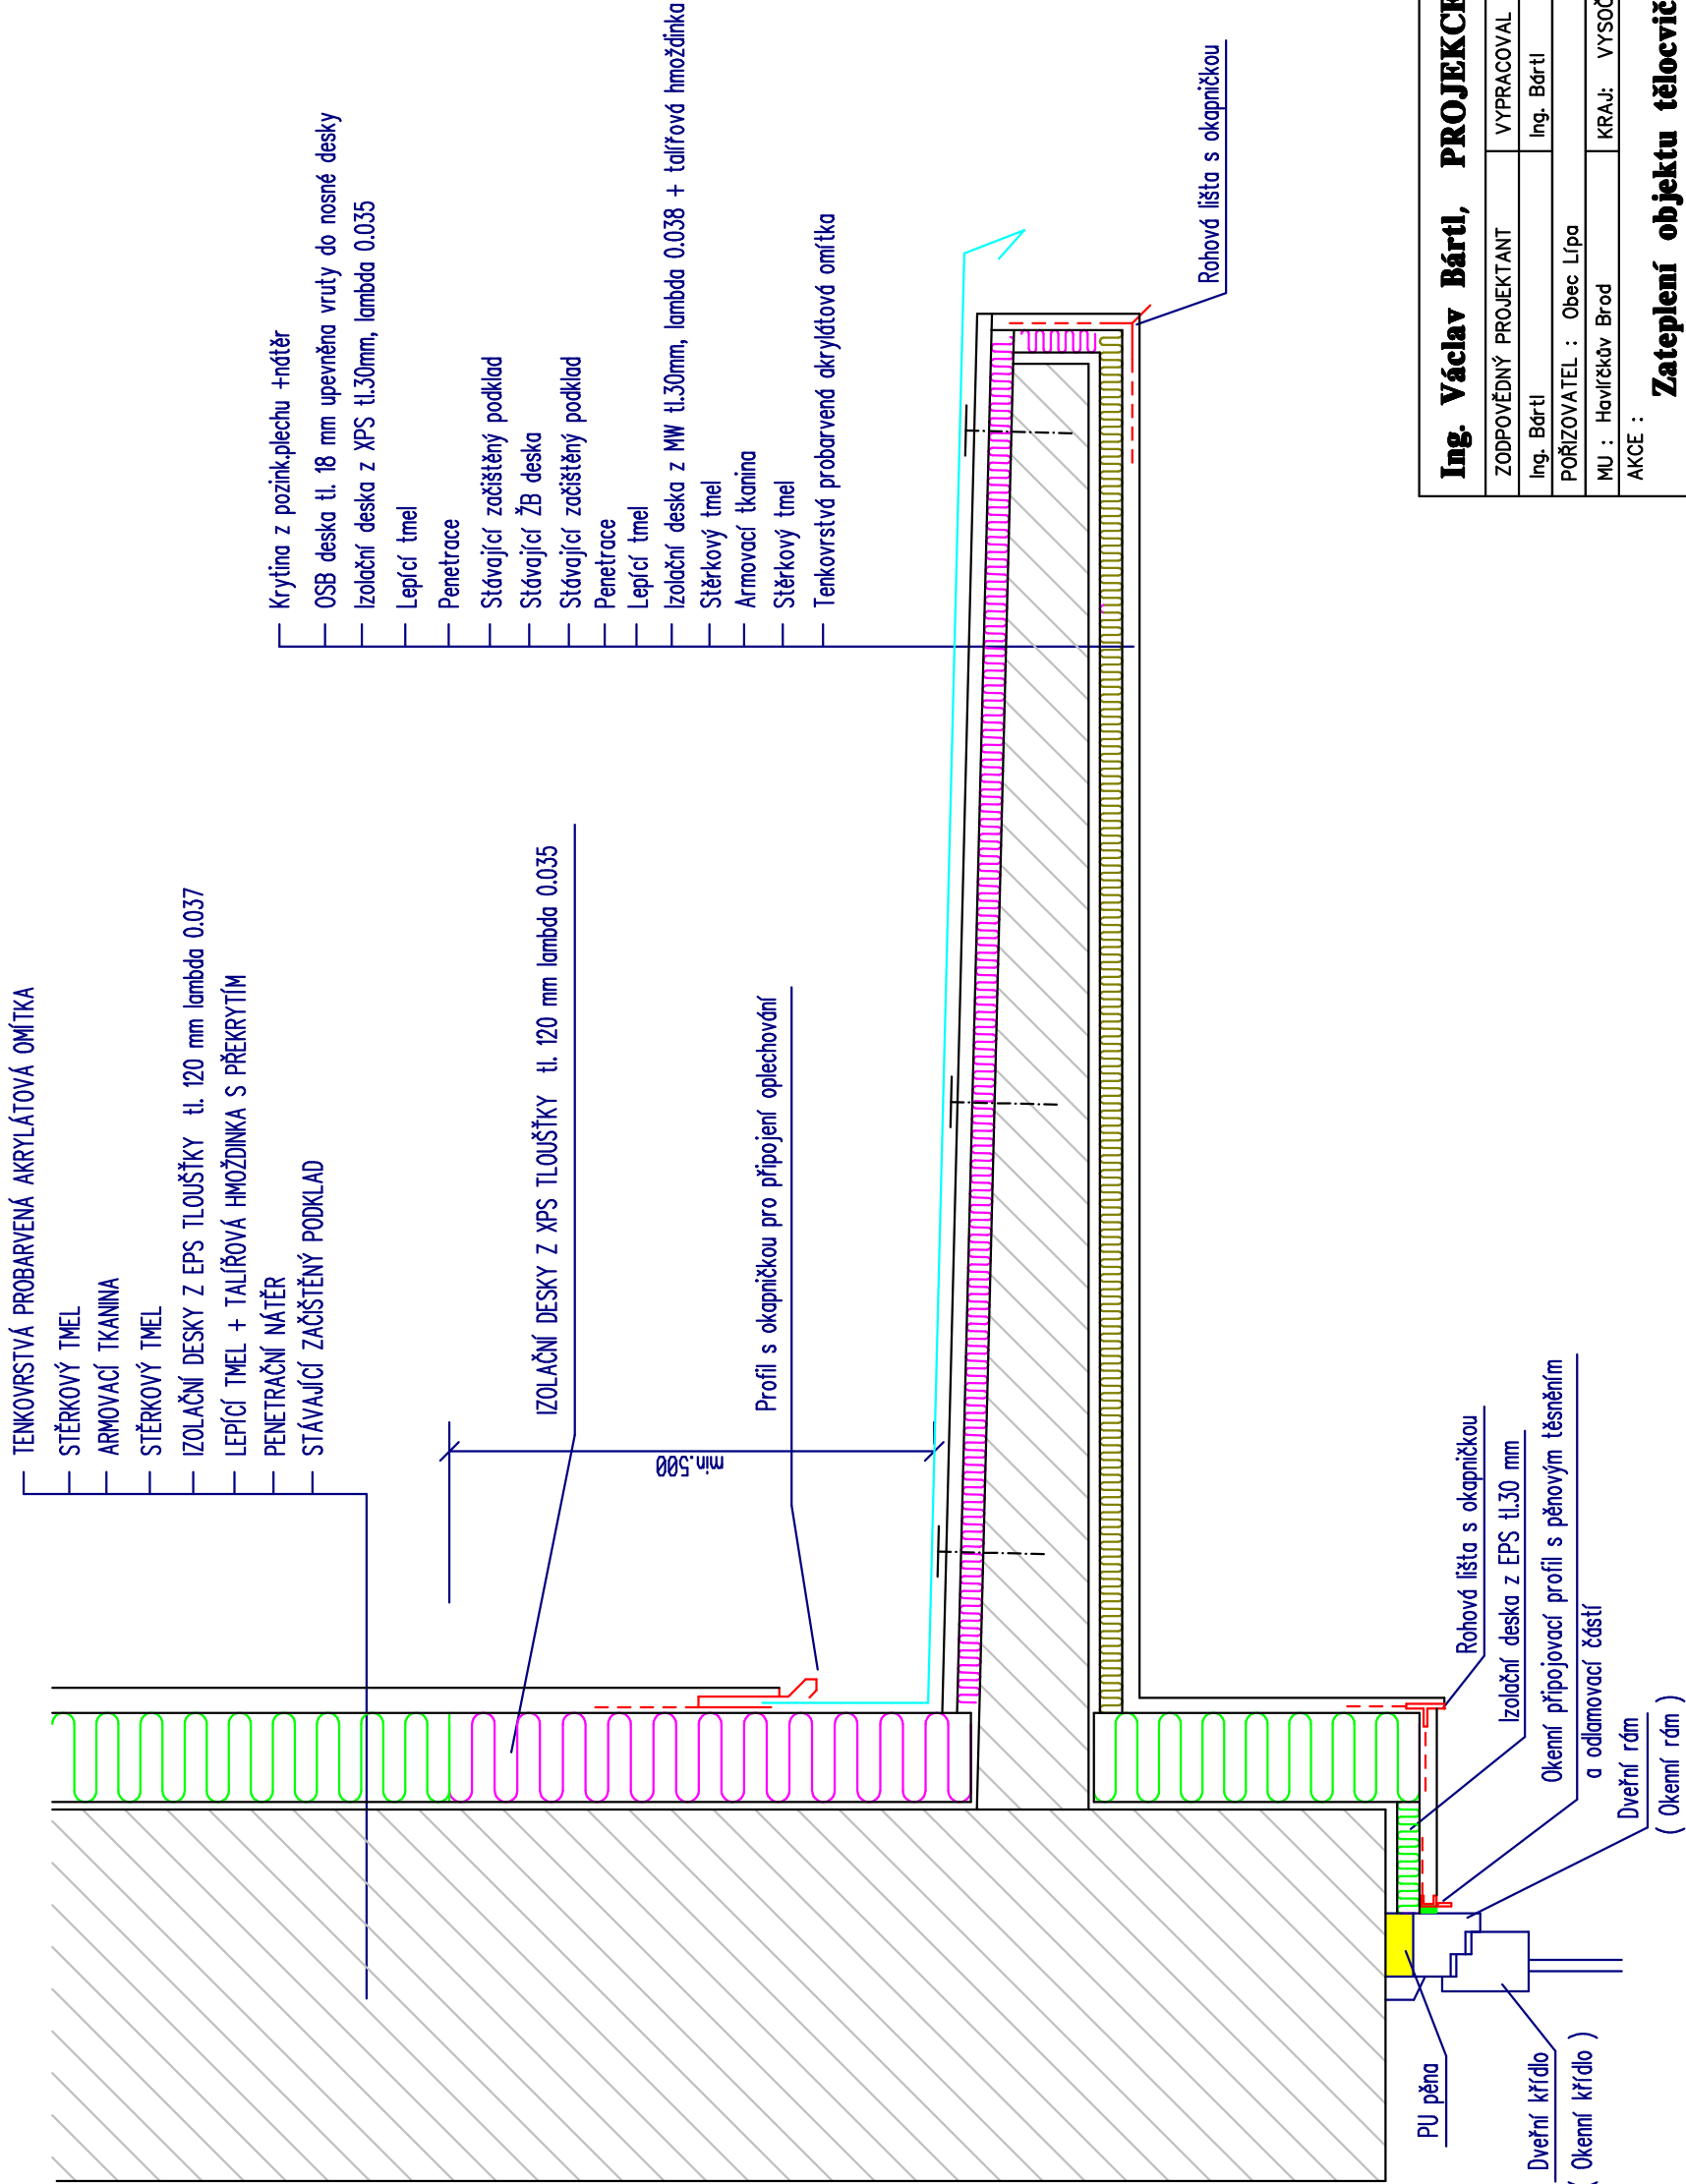 TENKOVRSTVÁ PROBARVENÁ AKRYLÁTOVÁ OMÍTKA
STĚRKOVÝ TMEL
ARMOVACÍ TKANINA
STĚRKOVÝ TMEL
IZOLAČNÍ DESKY Z EPS TLOUŠŤKY tl. 120 mm lambda 0.037
LEPÍCÍ TMEL + TALÍŘOVÁ HMOŽDINKA S PŘEKRYTÍM
PENETRAČNÍ NÁTĚR
STÁVAJÍCÍ ZAČIŠTĚNÝ PODKLAD
Krytina z pozink.plechu +nátěr
OSB deska tl. 18 mm upevněna vruty do nosné desky
Izolační deska z XPS tl.30mm, lambda 0.035
Lepící tmel
Penetrace
Stávající začištěný podklad
Stávající ŽB deska
Stávající začištěný podklad
Penetrace
Lepící tmel
Izolační deska z MW tl.30mm, lambda 0.038 + talířová hmoždinka
Stěrkový tmel
Armovací tkanina
Stěrkový tmel
Tenkovrstvá probarvená akrylátová omítka
IZOLAČNÍ DESKY Z XPS TLOUŠŤKY tl. 120 mm lambda 0.035
min.500
Profil s okapničkou pro připojení oplechování
Rohová lišta s okapničkou
Rohová lišta s okapničkou
Izolační deska z EPS tl.30 mm
Okenní připojovací profil s pěnovým těsněním
a odlamovací částí
Dveřní rám
( Okenní rám )
PU pěna
Dveřní křídlo
( Okenní křídlo )
Ing. Václav Bártl, PROJEKCE
ZODPOVĚDNÝ PROJEKTANT VYPRACOVAL
Ing. Bártl Ing. Bártl
POŘIZOVATEL : Obec Lípa
MU : Havlíčkův Brod KRAJ: VYSOČ
AKCE :
Zateplení objektu tělocvič